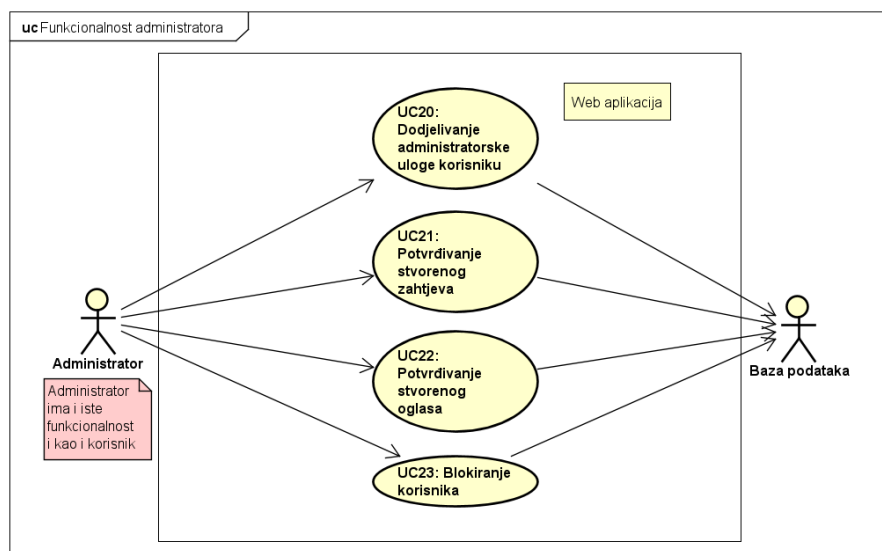 uc Funkcionalnost administratora
Web aplikacija
UC20:
Dodjelivanje
administratorske
uloge korisniku
UC21:
Potvrđivanje
stvorenog
zahtjeva
UC22:
Potvrđivanje
stvorenog
oglasa
UC23: Blokiranje
korisnika
Administrator
Administrator
ima i iste
funkcionalnost
i kao i korisnik
Baza podataka